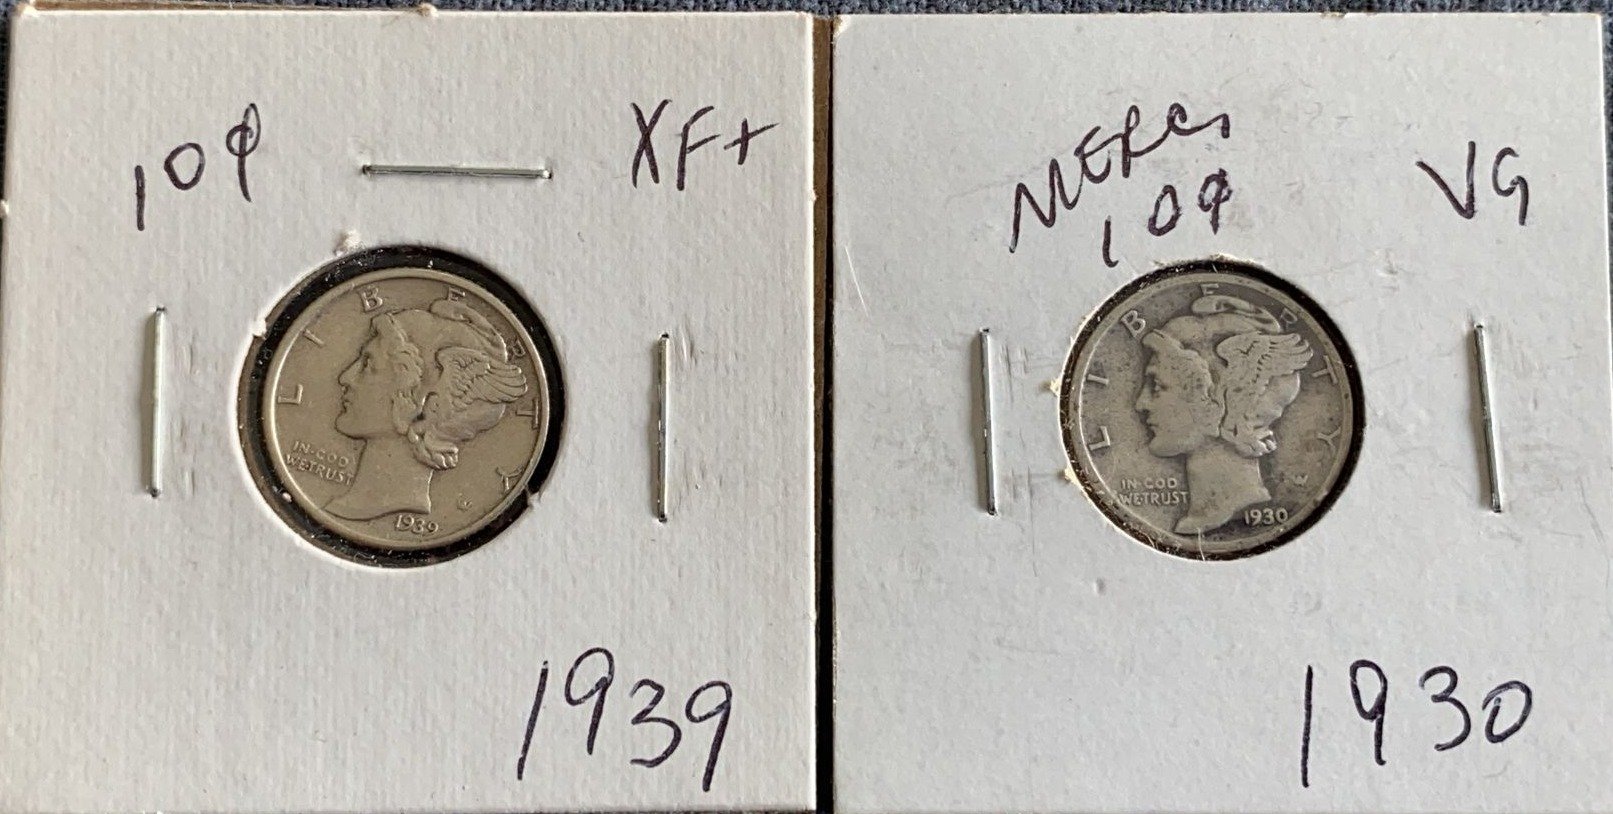 10¢
XF+
LIBERTY
IN·GOD
WE·TRUST
1939
1939
MERC
10¢
VG
LIBERTY
IN·GOD
WE·TRUST
1930
1930